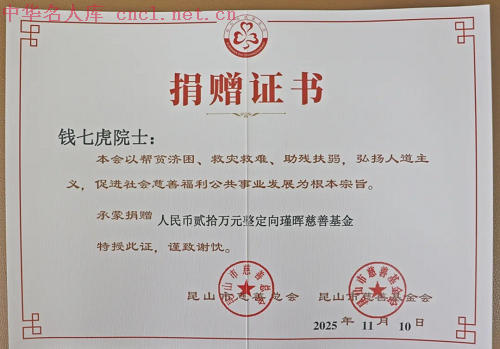 中华名人库 cncl.net.cn
捐赠证书
钱七虎院士：
本会以帮贫济困、救灾救难、助残扶弱，弘扬人道主
义，促进社会慈善福利公共事业发展为根本宗旨。
承蒙捐赠 人民币贰拾万元整定向瑾晖慈善基金
特授此证，谨致谢忱。
昆山市慈善总会 昆山市慈善基金会
2025 年 11 月 10 日